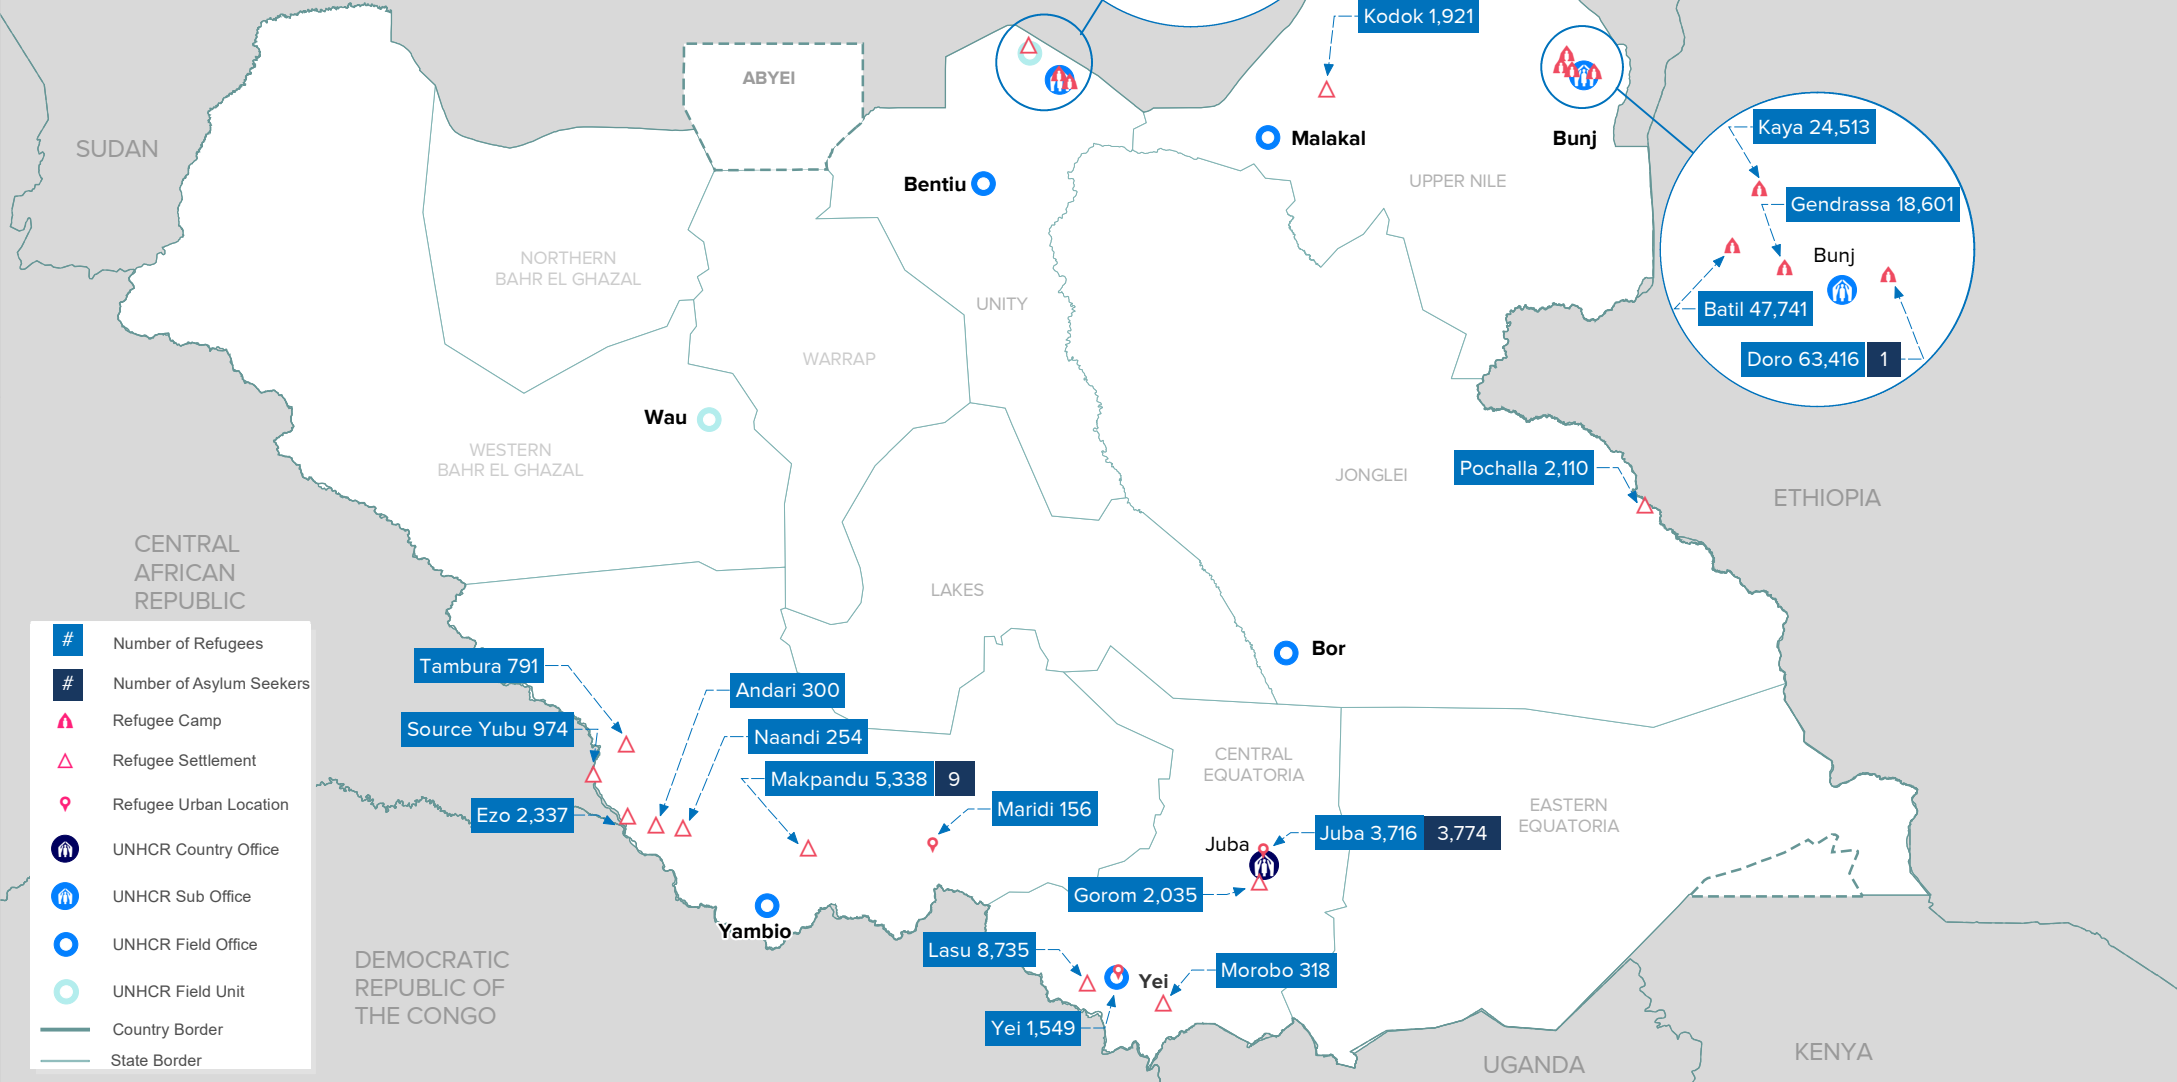 Kodok 1,921
ABYEI
SUDAN
Malakal
Bunj
Kaya 24,513
Bentiu
UPPER NILE
Gendrassa 18,601
NORTHERN
BAHR EL GHAZAL
Bunj
UNITY
Batil 47,741
WARRAP
Doro 63,416 1
Wau
WESTERN
BAHR EL GHAZAL
JONGLEI
Pochalla 2,110
ETHIOPIA
CENTRAL
AFRICAN
REPUBLIC
LAKES
# Number of Refugees
# Number of Asylum Seekers
Refugee Camp
Refugee Settlement
Refugee Urban Location
UNHCR Country Office
UNHCR Sub Office
UNHCR Field Office
UNHCR Field Unit
Country Border
State Border
Tambura 791
Bor
Andari 300
Source Yubu 974
Naandi 254
CENTRAL
EQUATORIA
Makpandu 5,338 9
Maridi 156
EASTERN
EQUATORIA
Ezo 2,337
Juba 3,716 3,774
Juba
Gorom 2,035
Yambio
Lasu 8,735
DEMOCRATIC
REPUBLIC OF
THE CONGO
Morobo 318
Yei
Yei 1,549
KENYA
UGANDA